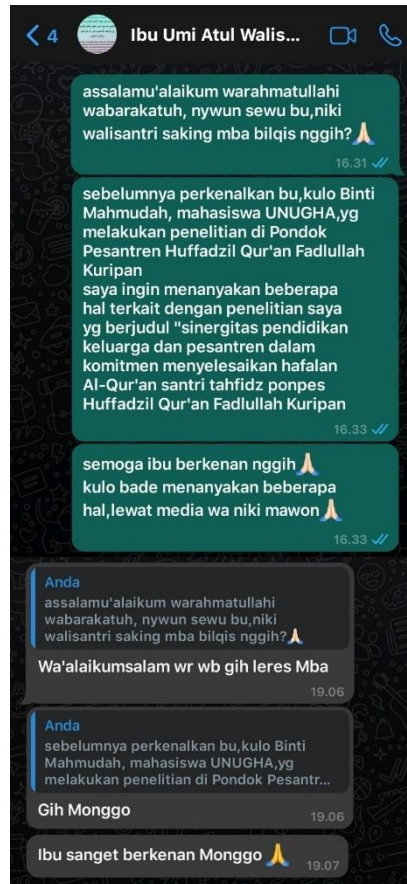 4
Ibu Umi Atul Walis...
assalamu'alaikum warahmatullahi
wabarakatuh, nywun sewu bu,niki
walisantri saking mba bilqis nggih?🙏🏻
16.31
sebelumnya perkenalkan bu,kulo Binti
Mahmudah, mahasiswa UNUGHA,yg
melakukan penelitian di Pondok
Pesantren Huffadzil Qur'an Fadlullah
Kuripan
saya ingin menanyakan beberapa
hal terkait dengan penelitian saya
yg berjudul "sinergitas pendidikan
keluarga dan pesantren dalam
komitmen menyelesaikan hafalan
Al-Qur'an santri tahfidz ponpes
Huffadzil Qur'an Fadlullah Kuripan
16.33
semoga ibu berkenan nggih🙏🏻
kulo bade menanyakan beberapa
hal,lewat media wa niki mawon🙏🏻
16.33
Anda
assalamu'alaikum warahmatullahi
wabarakatuh, nywun sewu bu,niki
walisantri saking mba bilqis nggih?🙏🏻
Wa'alaikumsalam wr wb gih leres Mba
19.06
Anda
sebelumnya perkenalkan bu,kulo Binti
Mahmudah, mahasiswa UNUGHA,yg
melakukan penelitian di Pondok Pesantr...
Gih Monggo
19.06
Ibu sanget berkenan Monggo 🙏
19.07